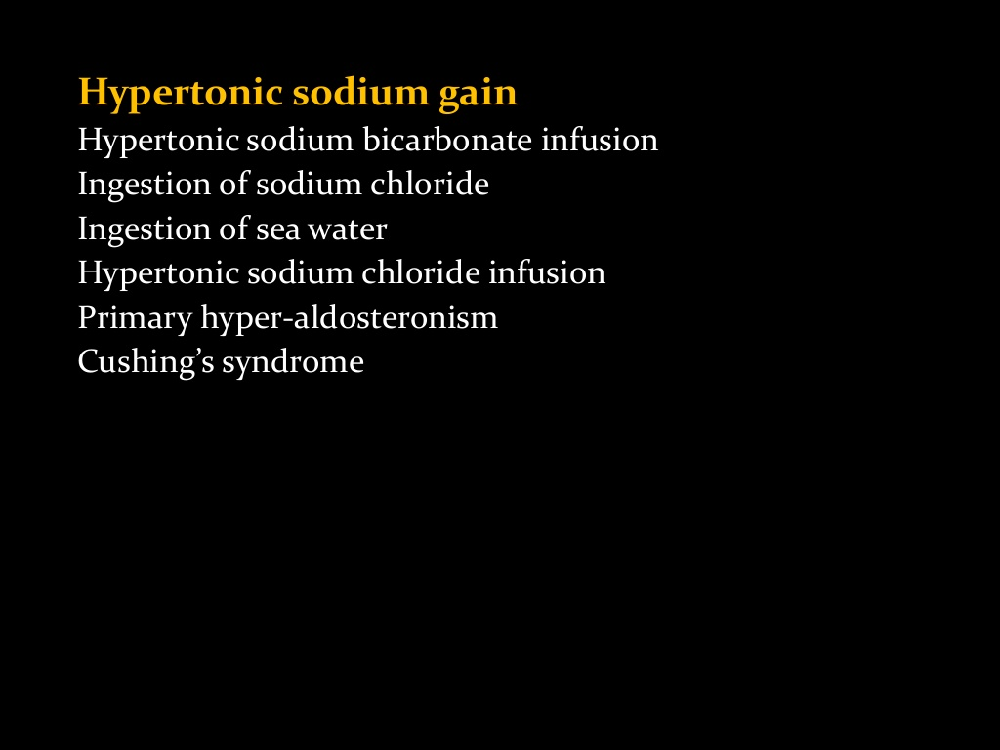 Hypertonic sodium gain
Hypertonic sodium bicarbonate infusion
Ingestion of sodium chloride
Ingestion of sea water
Hypertonic sodium chloride infusion
Primary hyper-aldosteronism
Cushing’s syndrome